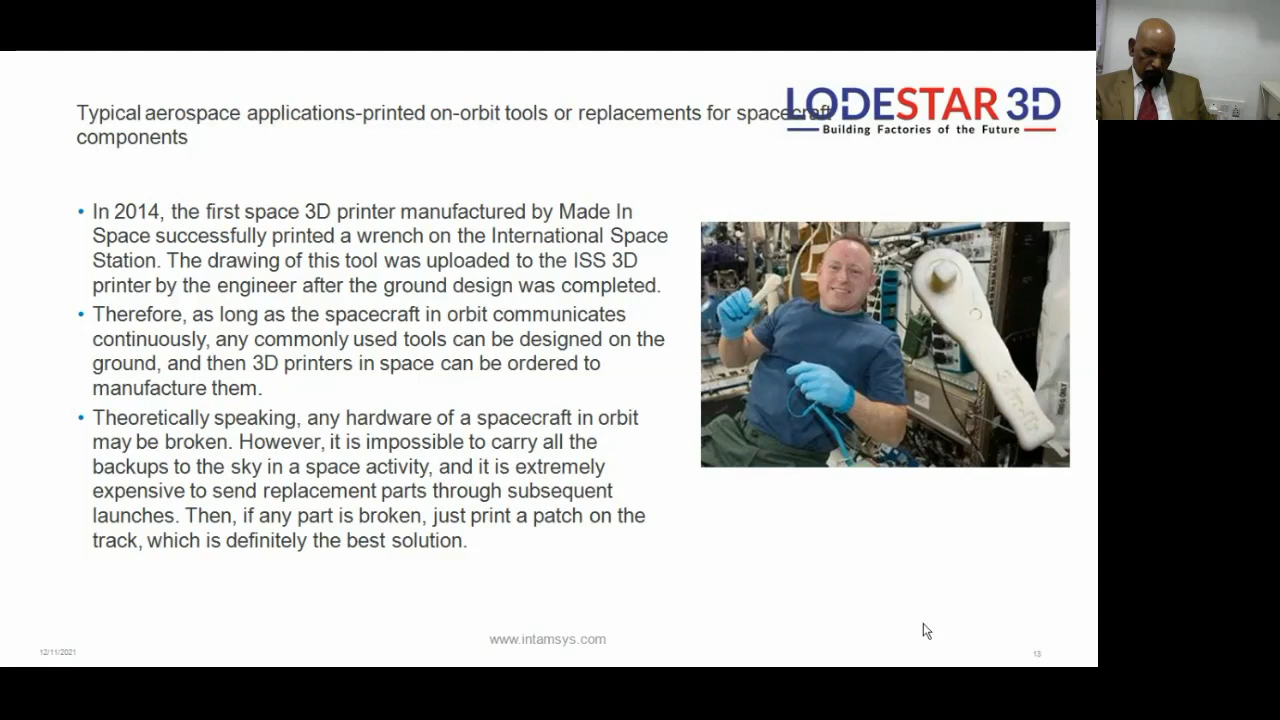 Typical aerospace applications-printed on-orbit tools or replacements for spacecraft
components
LODESTAR 3D
Building Factories of the Future
• In 2014, the first space 3D printer manufactured by Made In
Space successfully printed a wrench on the International Space
Station. The drawing of this tool was uploaded to the ISS 3D
printer by the engineer after the ground design was completed.
• Therefore, as long as the spacecraft in orbit communicates
continuously, any commonly used tools can be designed on the
ground, and then 3D printers in space can be ordered to
manufacture them.
• Theoretically speaking, any hardware of a spacecraft in orbit
may be broken. However, it is impossible to carry all the
backups to the sky in a space activity, and it is extremely
expensive to send replacement parts through subsequent
launches. Then, if any part is broken, just print a patch on the
track, which is definitely the best solution.
www.intamsys.com
12/11/2021
13